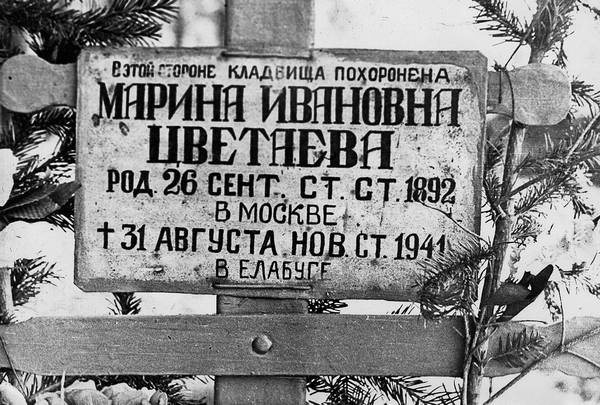 В ЭТОЙ СТОРОНЕ КЛАДБИЩА ПОХОРОНЕНА
МАРИНА ИВАНОВНА
ЦВЕТАЕВА
РОД. 26 СЕНТ. СТ. СТ. 1892
В МОСКВЕ
† 31 АВГУСТА НОВ. СТ. 1941
В ЕЛАБУГЕ